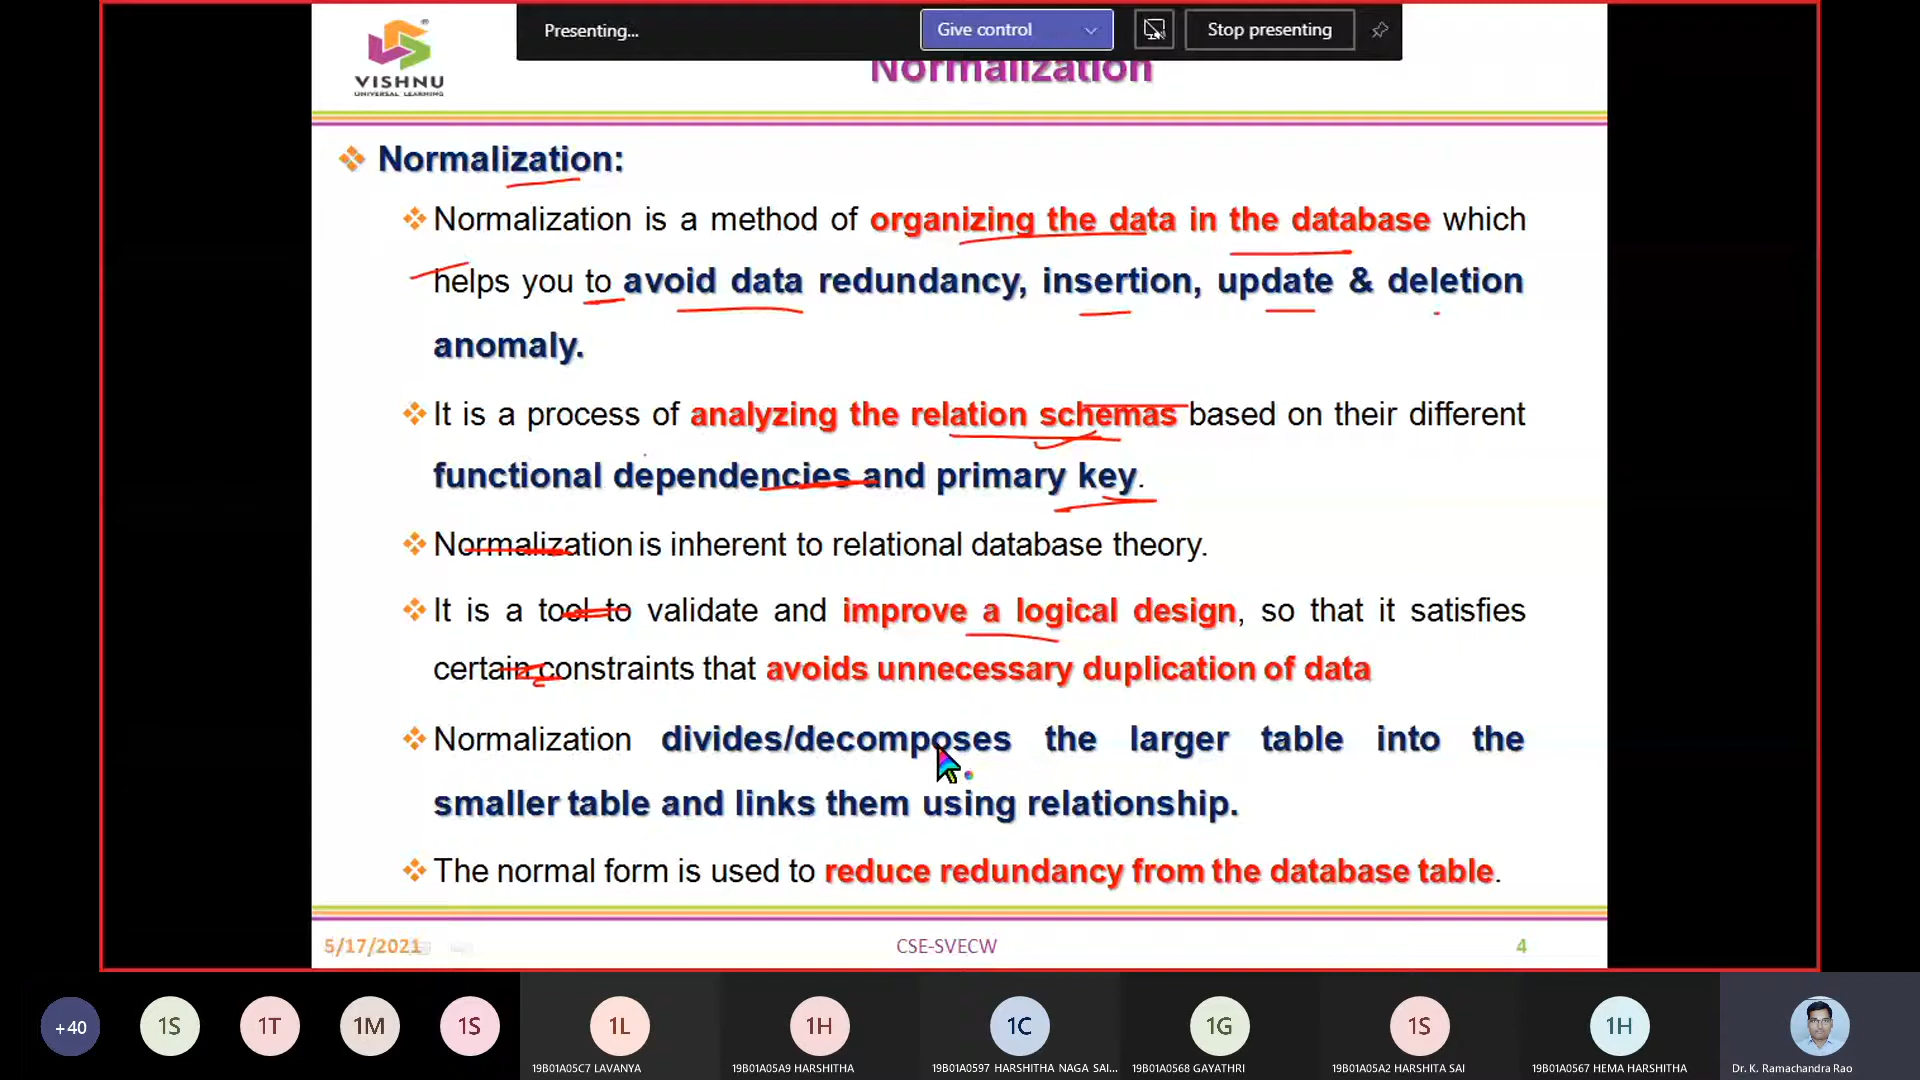 Presenting...
Give control
Stop presenting
VISHNU
UNIVERSAL LEARNING
Normalization
Normalization:
Normalization is a method of organizing the data in the database which
helps you to avoid data redundancy, insertion, update & deletion
anomaly.
It is a process of analyzing the relation schemas based on their different
functional dependencies and primary key.
Normalization is inherent to relational database theory.
It is a tool to validate and improve a logical design, so that it satisfies
certain constraints that avoids unnecessary duplication of data
Normalization divides/decomposes the larger table into the
smaller table and links them using relationship.
The normal form is used to reduce redundancy from the database table.
5/17/2021
CSE-SVECW
4
+40
1S
1T
1M
1S
1L
1H
1C
1G
1S
1H
19B01A05C7 LAVANYA
19B01A05A9 HARSHITHA
19B01A0597 HARSHITHA NAGA SAI...
19B01A0568 GAYATHRI
19B01A05A2 HARSHITA SAI
19B01A0567 HEMA HARSHITHA
Dr. K. Ramachandra Rao